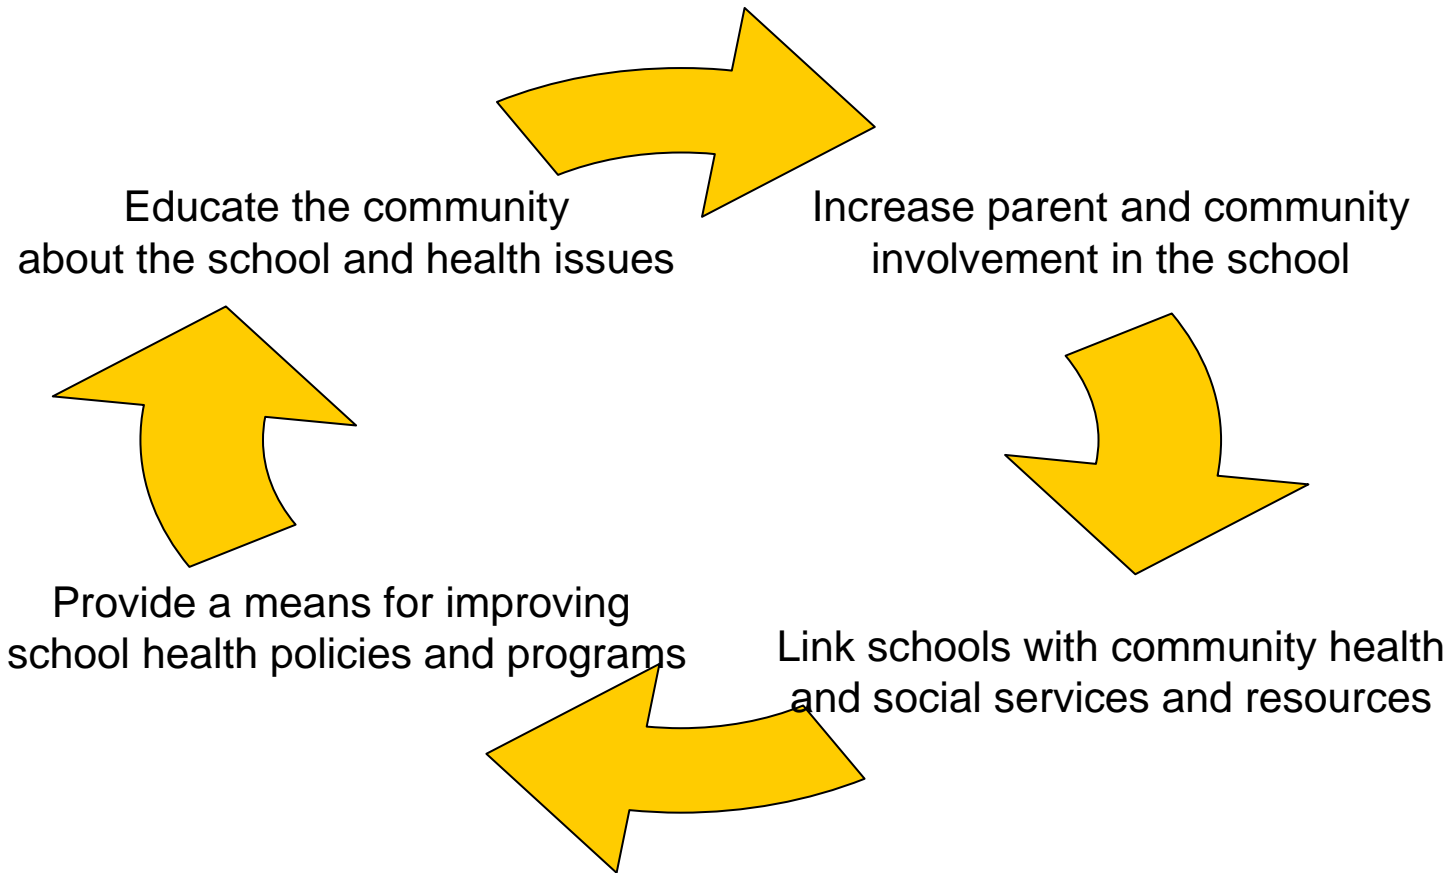 Educate the community
about the school and health issues
Increase parent and community
involvement in the school
Provide a means for improving
school health policies and programs
Link schools with community health
and social services and resources